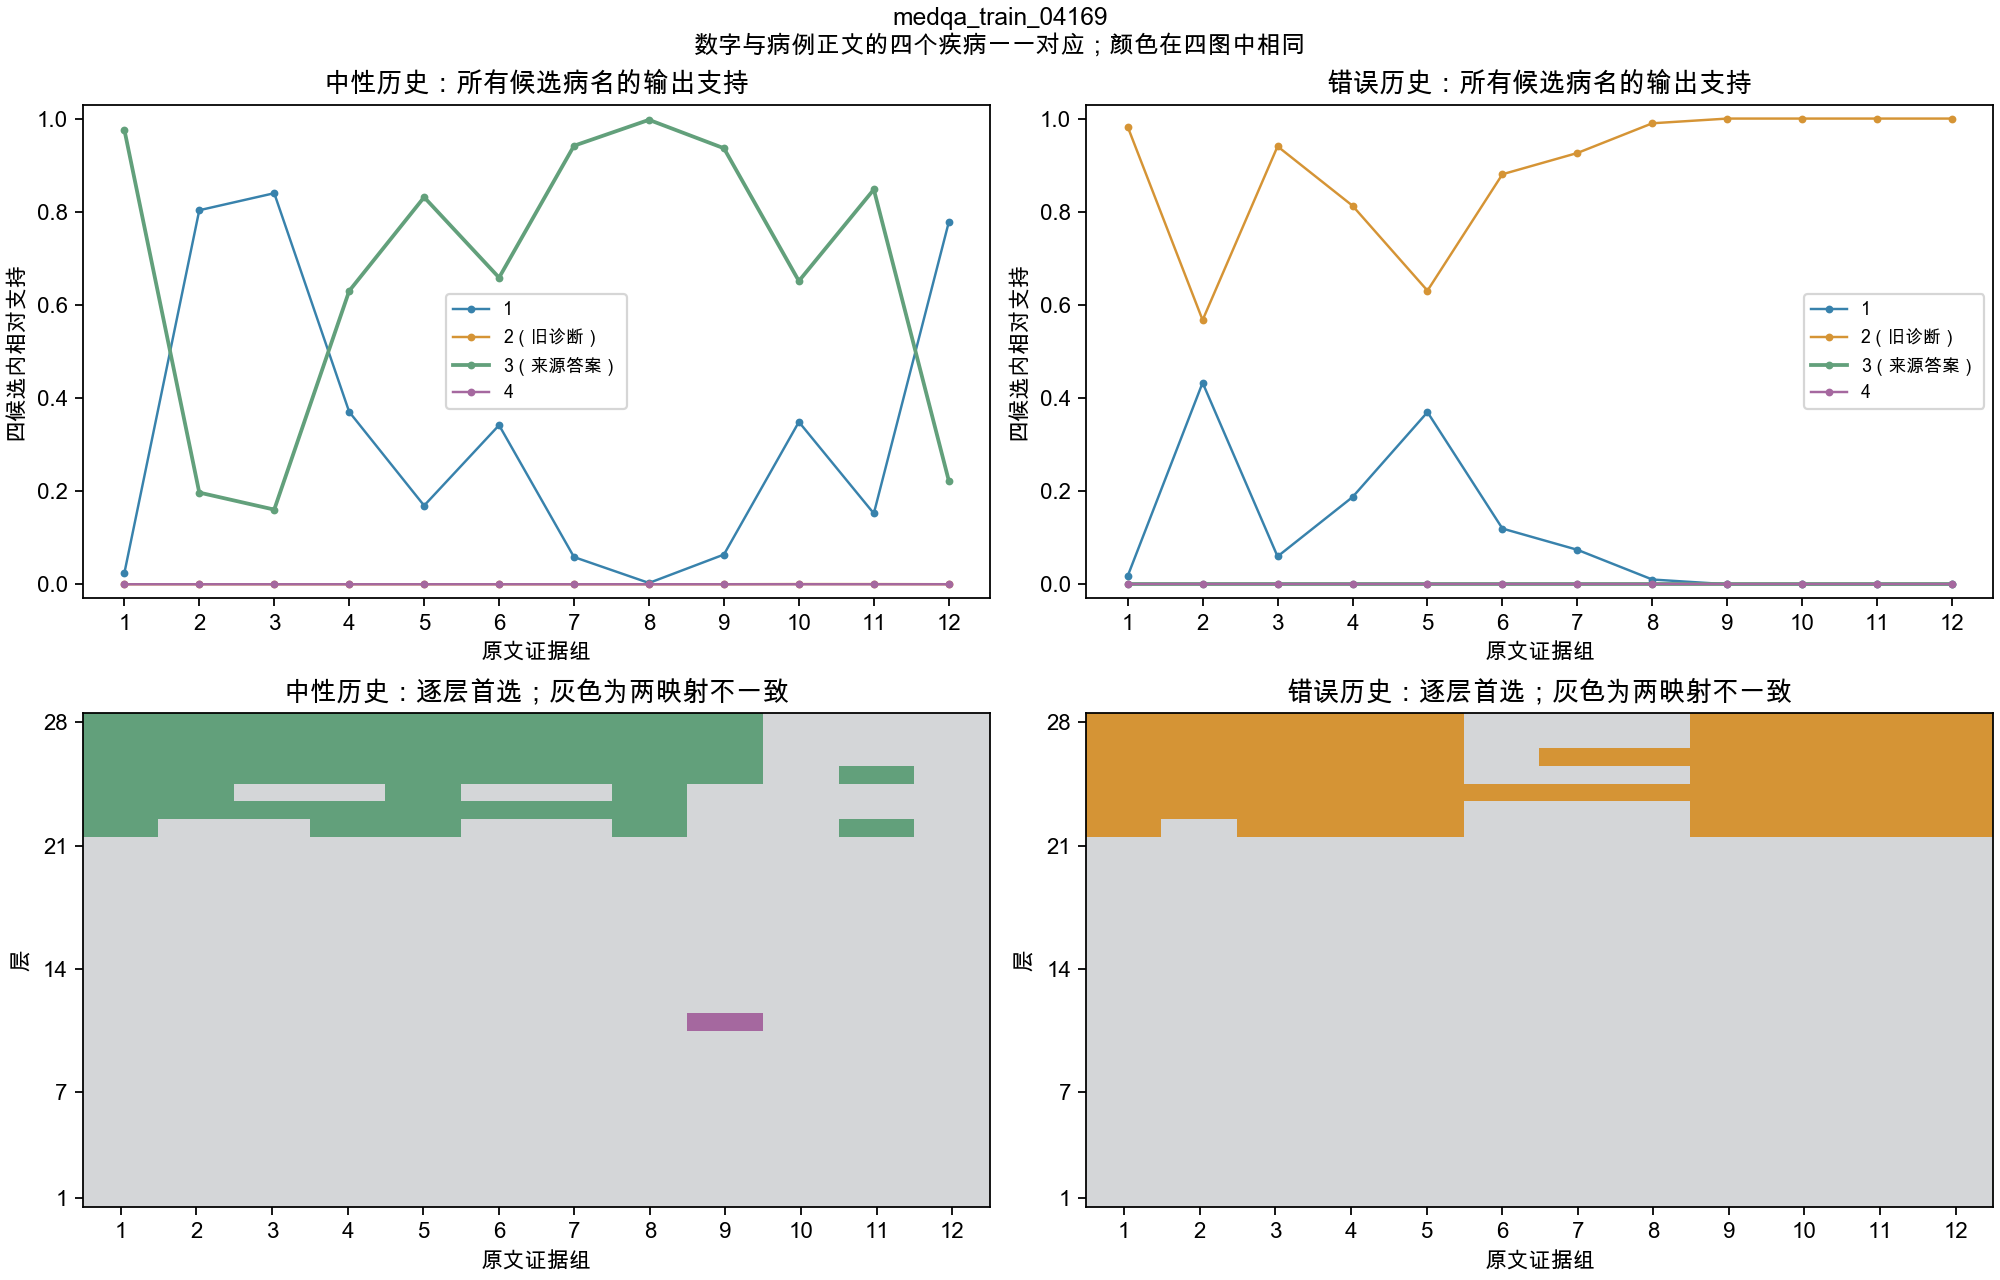 medqa_train_04169
数字与病例正文的四个疾病一一对应；颜色在四图中相同
中性历史：所有候选病名的输出支持
四候选内相对支持
1.0
0.8
0.6
0.4
0.2
0.0
1
2（旧诊断）
3（来源答案）
4
1 2 3 4 5 6 7 8 9 10 11 12
原文证据组
错误历史：所有候选病名的输出支持
四候选内相对支持
1.0
0.8
0.6
0.4
0.2
0.0
1
2（旧诊断）
3（来源答案）
4
1 2 3 4 5 6 7 8 9 10 11 12
原文证据组
中性历史：逐层首选；灰色为两映射不一致
层
28
21
14
7
1
1 2 3 4 5 6 7 8 9 10 11 12
原文证据组
错误历史：逐层首选；灰色为两映射不一致
层
28
21
14
7
1
1 2 3 4 5 6 7 8 9 10 11 12
原文证据组